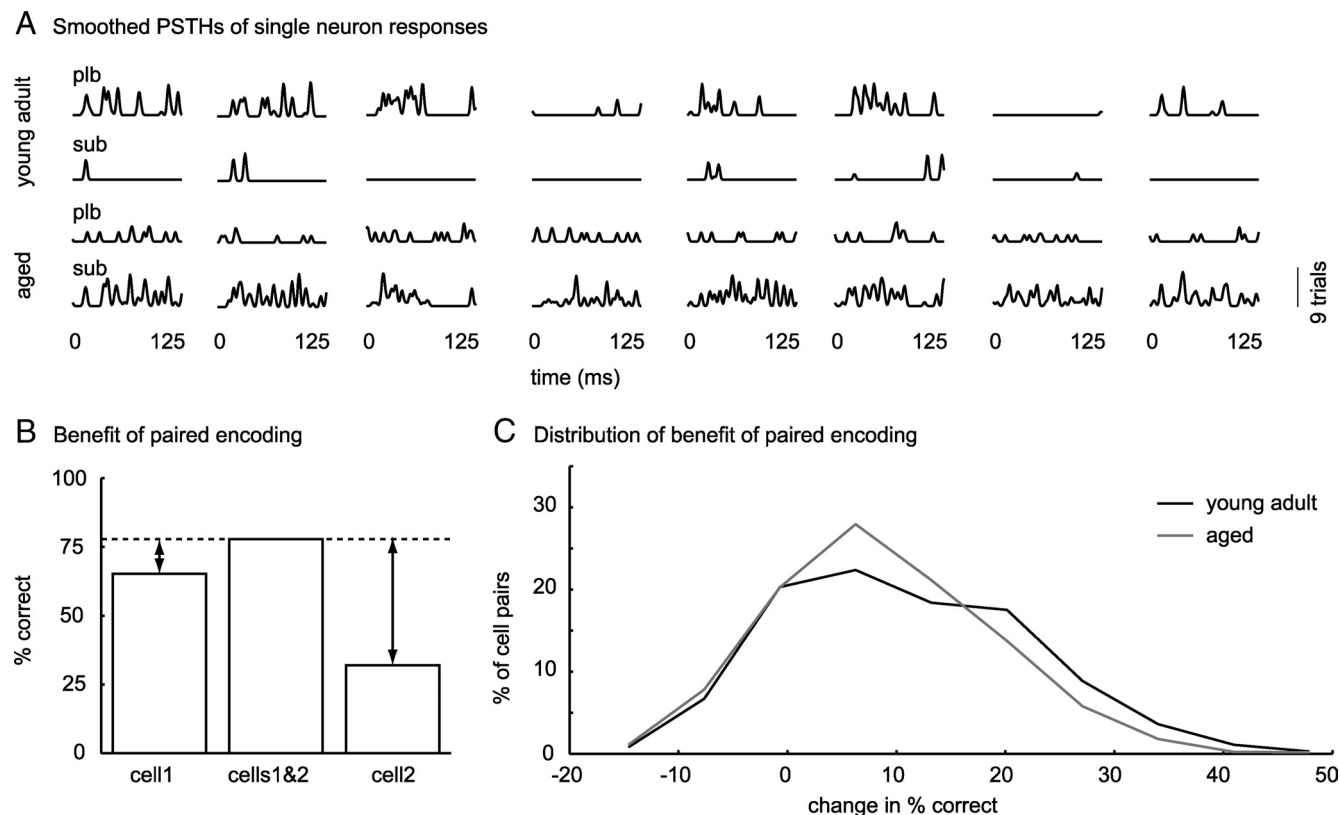 A Smoothed PSTHs of single neuron responses
young adult
plb
sub
aged
plb
sub
9 trials
0 125 0 125 0 125 0 125 0 125 0 125 0 125 0 125
time (ms)
B Benefit of paired encoding
% correct
100
75
50
25
0
cell1 cells1&2 cell2
C Distribution of benefit of paired encoding
% of cell pairs
30
20
10
0
young adult
aged
-20 -10 0 10 20 30 40 50
change in % correct